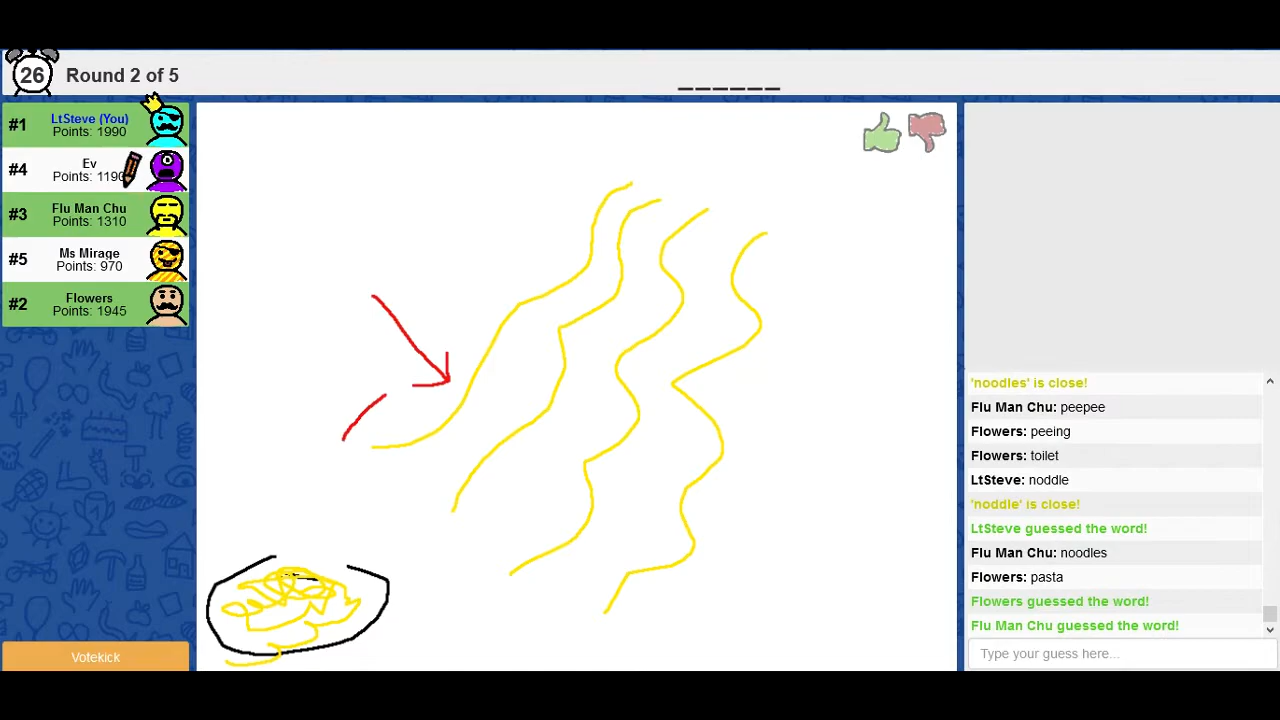 26
Round 2 of 5
______
#1
LtSteve (You)
Points: 1990
#4
Ev
Points: 1190
#3
Flu Man Chu
Points: 1310
#5
Ms Mirage
Points: 970
#2
Flowers
Points: 1945
Votekick
'noodles' is close!
Flu Man Chu: peepee
Flowers: peeing
Flowers: toilet
LtSteve: noddle
'noddle' is close!
LtSteve guessed the word!
Flu Man Chu: noodles
Flowers: pasta
Flowers guessed the word!
Flu Man Chu guessed the word!
Type your guess here...